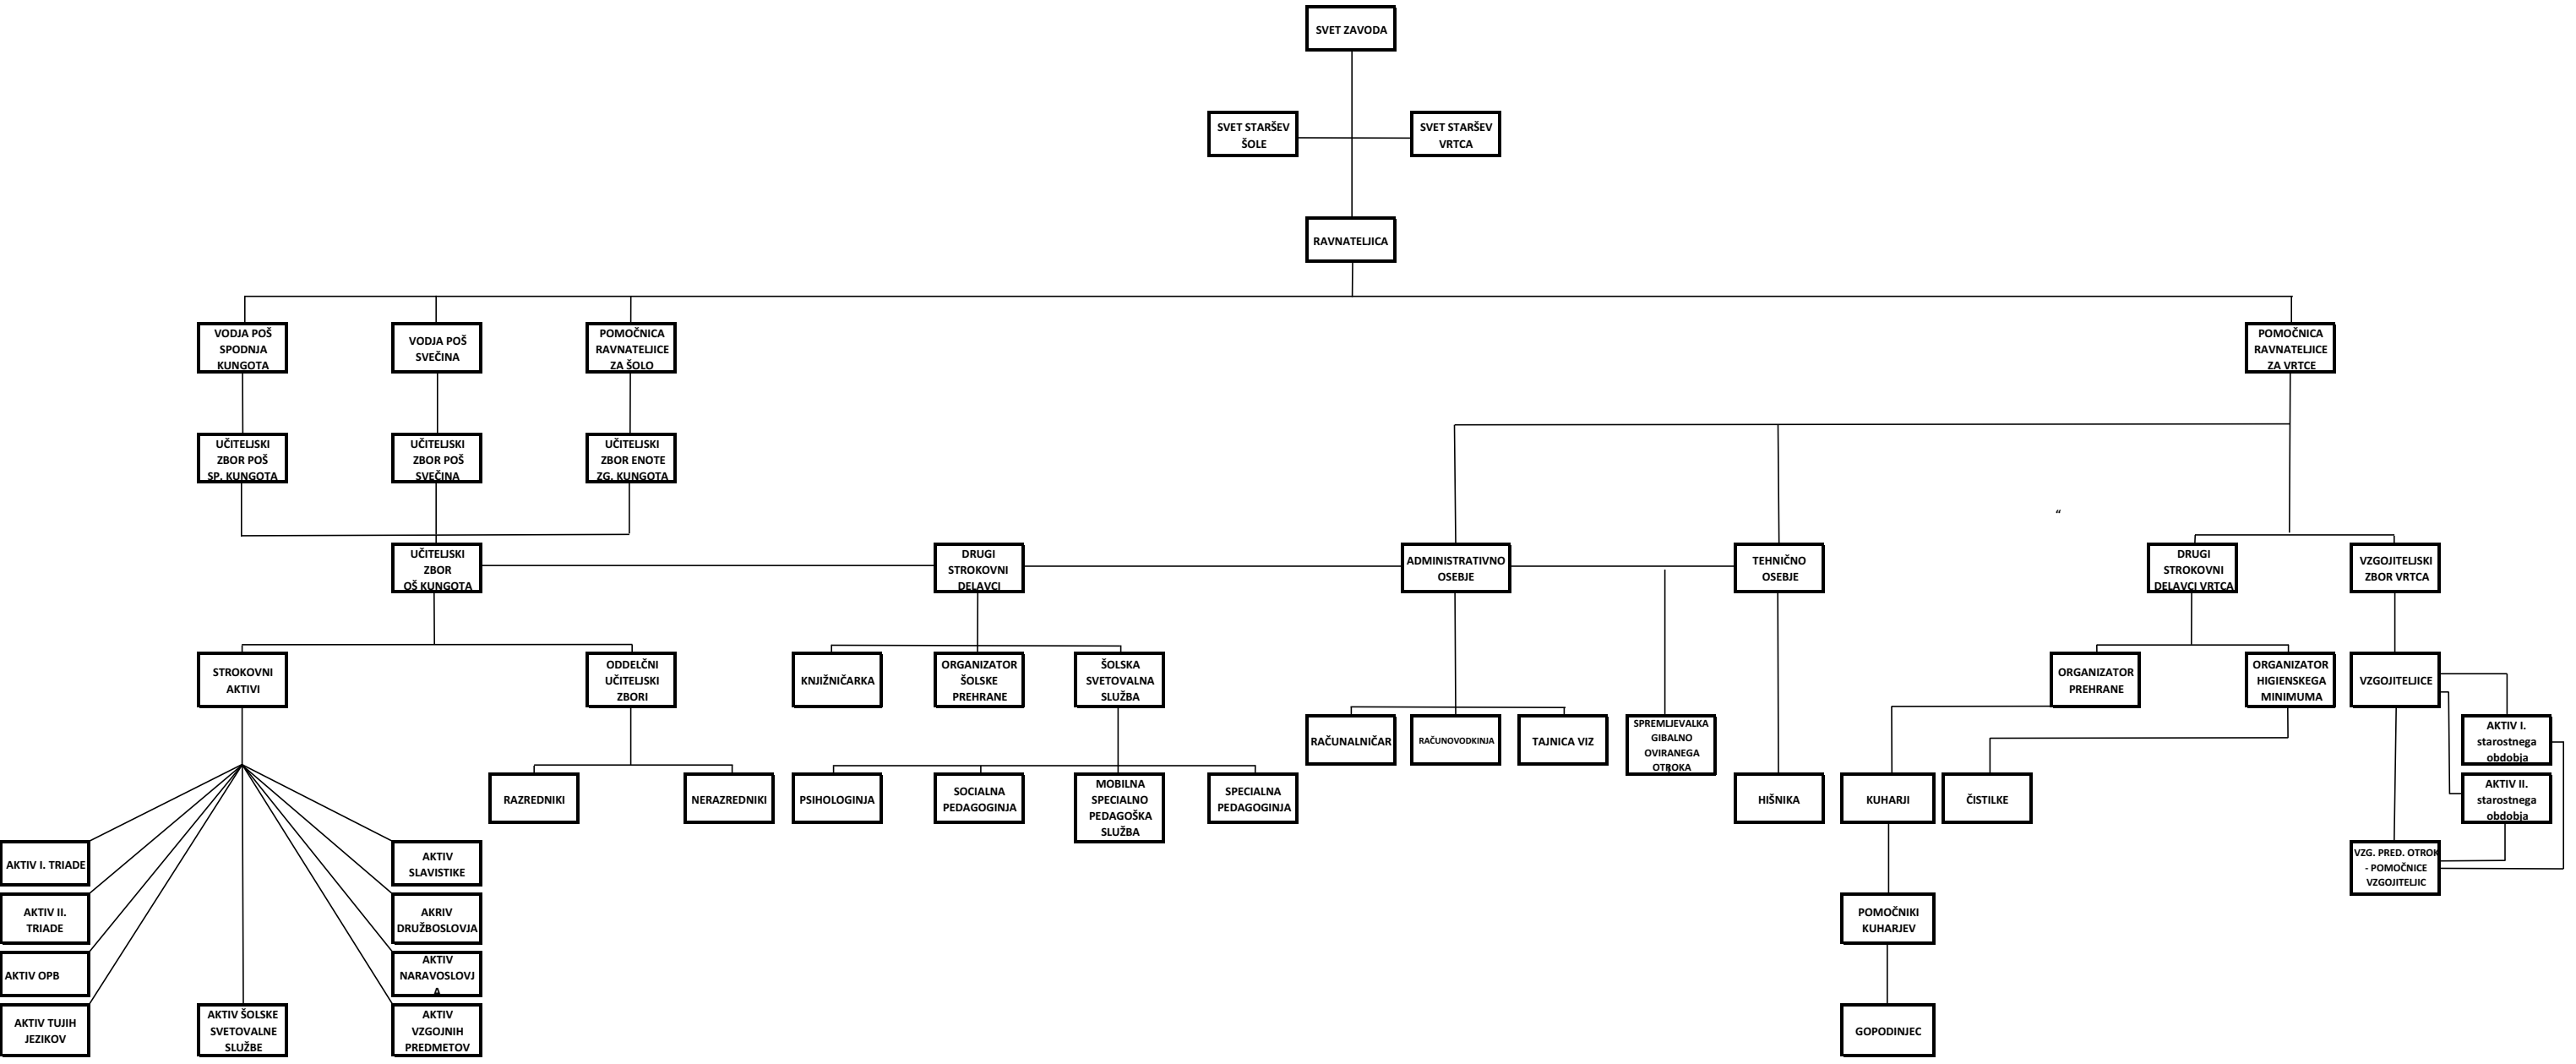 SVET ZAVODA
SVET STARŠEV
ŠOLE
SVET STARŠEV
VRTCA
RAVNATELJICA
VODJA POŠ
SPODNJA
KUNGOTA
VODJA POŠ
SVEČINA
POMOČNICA
RAVNATELJICE
ZA ŠOLO
POMOČNICA
RAVNATELJICE
ZA VRTCE
UČITELJSKI
ZBOR POŠ
SP. KUNGOTA
UČITELJSKI
ZBOR POŠ
SVEČINA
UČITELJSKI
ZBOR ENOTE
ZG. KUNGOTA
“
UČITELJSKI
ZBOR
OŠ KUNGOTA
DRUGI
STROKOVNI
DELAVCI
ADMINISTRATIVNO
OSEBJE
TEHNIČNO
OSEBJE
DRUGI
STROKOVNI
DELAVCI VRTCA
VZGOJITELJSKI
ZBOR VRTCA
STROKOVNI
AKTIVI
ODDELČNI
UČITELJSKI
ZBORI
KNJIŽNIČARKA
ORGANIZATOR
ŠOLSKE
PREHRANE
ŠOLSKA
SVETOVALNA
SLUŽBA
ORGANIZATOR
PREHRANE
ORGANIZATOR
HIGIENSKEGA
MINIMUMA
VZGOJITELJICE
RAČUNALNIČAR
RAČUNOVODKINJA
TAJNICA VIZ
SPREMLJEVALKA
GIBALNO
OVIRANEGA
OTROKA
AKTIV I.
starostnega
obdobja
RAZREDNIKI
NERAZREDNIKI
PSIHOLOGINJA
SOCIALNA
PEDAGOGINJA
MOBILNA
SPECIALNO
PEDAGOŠKA
SLUŽBA
SPECIALNA
PEDAGOGINJA
HIŠNIKA
KUHARJI
ČISTILKE
AKTIV II.
starostnega
obdobja
AKTIV I. TRIADE
AKTIV
SLAVISTIKE
VZG. PRED. OTROK
- POMOČNICE
VZGOJITELJIC
AKTIV II.
TRIADE
AKRIV
DRUŽBOSLOVJA
POMOČNIKI
KUHARJEV
AKTIV OPB
AKTIV
NARAVOSLOVJ
A
AKTIV TUJIH
JEZIKOV
AKTIV ŠOLSKE
SVETOVALNE
SLUŽBE
AKTIV
VZGOJNIH
PREDMETOV
GOPODINJEC